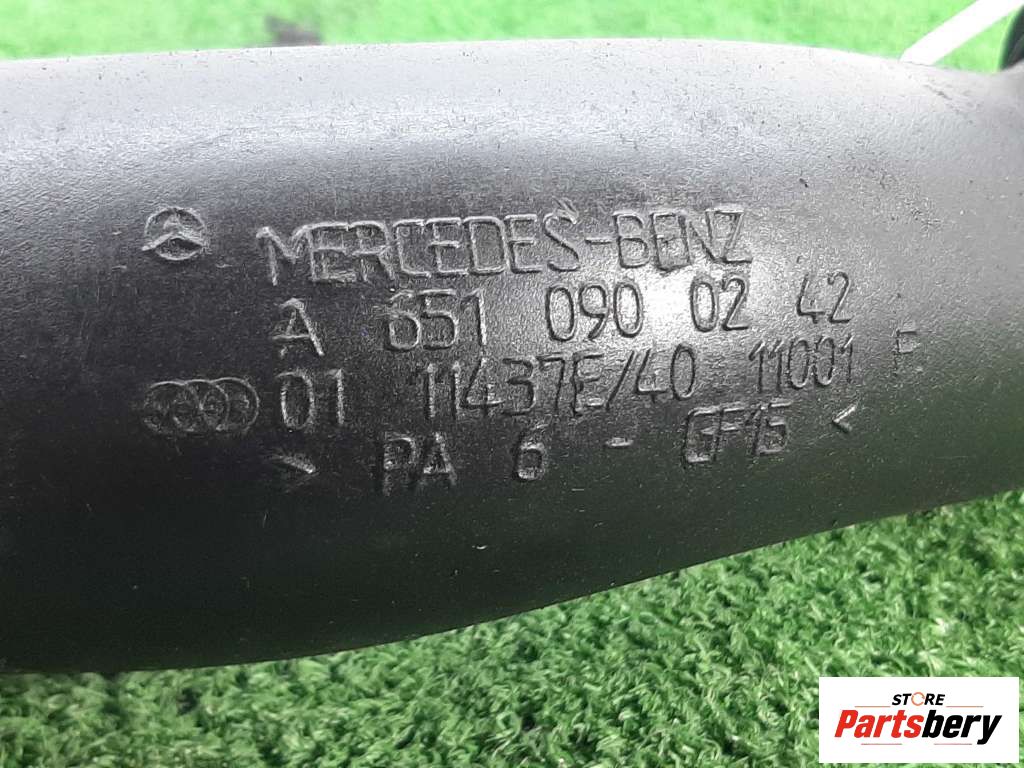 MERCEDES-BENZ
A 651 090 02 42
01 11437E/40 11001 F
> PA 6 - GF15 <
STORE
Partsbery